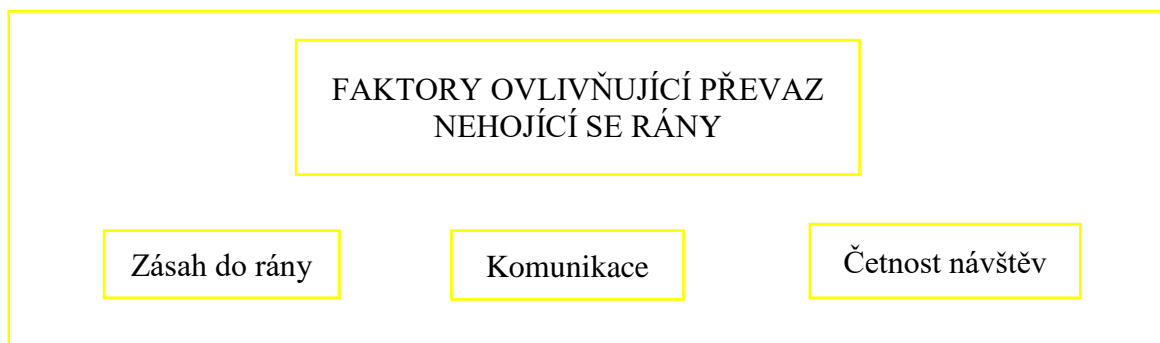 FAKTORY OVLIVŇUJÍCÍ PŘEVAZ
NEHOJÍCÍ SE RÁNY
Zásah do rány
Komunikace
Četnost návštěv